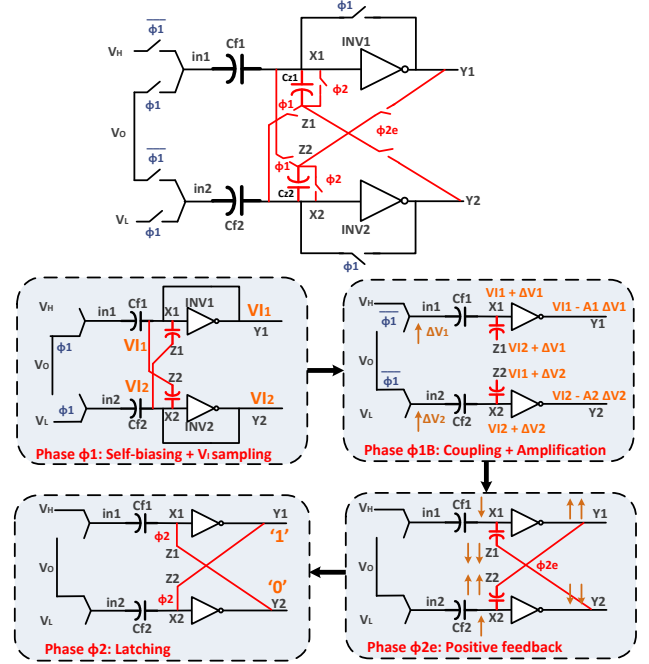 ϕ1
ϕ1
INV1
VH
in1
Cf1
X1
Y1
Cz1
ϕ2
ϕ1
ϕ1
Z1
VO
ϕ2e
Z2
ϕ1
ϕ1
in2
Cz2
ϕ2
Y2
VL
ϕ1
Cf2
X2
INV2
ϕ1
Cf1
X1
INV1
VI1
VH
in1
Y1
ϕ1
VI1
Z1
VO
Z2
VI2
ϕ1
in2
VI2
VL
Cf2
X2
INV2
Y2
Phase ϕ1: Self-biasing + VI sampling
VI1 + ΔV1
VH
in1
Cf1
X1
VI1 - A1 ΔV1
Y1
ΔV1
ϕ1
Z1
VI2 + ΔV1
VO
Z2
VI1 + ΔV2
ϕ1
in2
VI2 - A2 ΔV2
VL
ΔV2
Cf2
X2
Y2
VI2 + ΔV2
Phase ϕ1B: Coupling + Amplification
VH
in1
Cf1
X1
Y1
ϕ2
'1'
Z1
VO
Z2
'0'
in2
ϕ2
VL
Cf2
X2
Y2
Phase ϕ2: Latching
VH
in1
Cf1
X1
Y1
Z1
ϕ2e
VO
Z2
in2
VL
Cf2
X2
Y2
Phase ϕ2e: Positive feedback